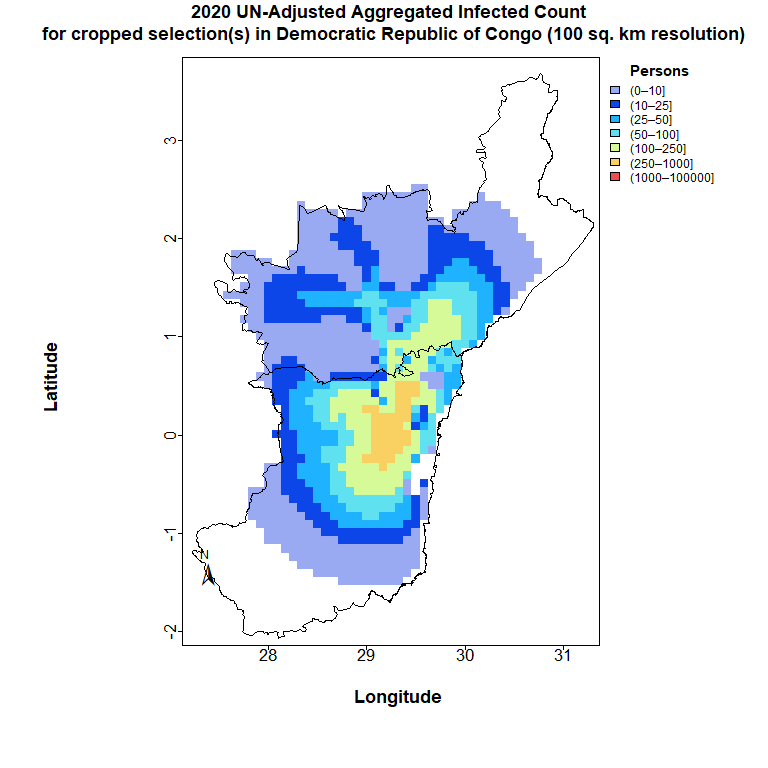 2020 UN-Adjusted Aggregated Infected Count
for cropped selection(s) in Democratic Republic of Congo (100 sq. km resolution)
Persons
(0–10]
(10–25]
(25–50]
(50–100]
(100–250]
(250–1000]
(1000–100000]
3
2
1
0
-1
-2
Latitude
N
28 29 30 31
Longitude